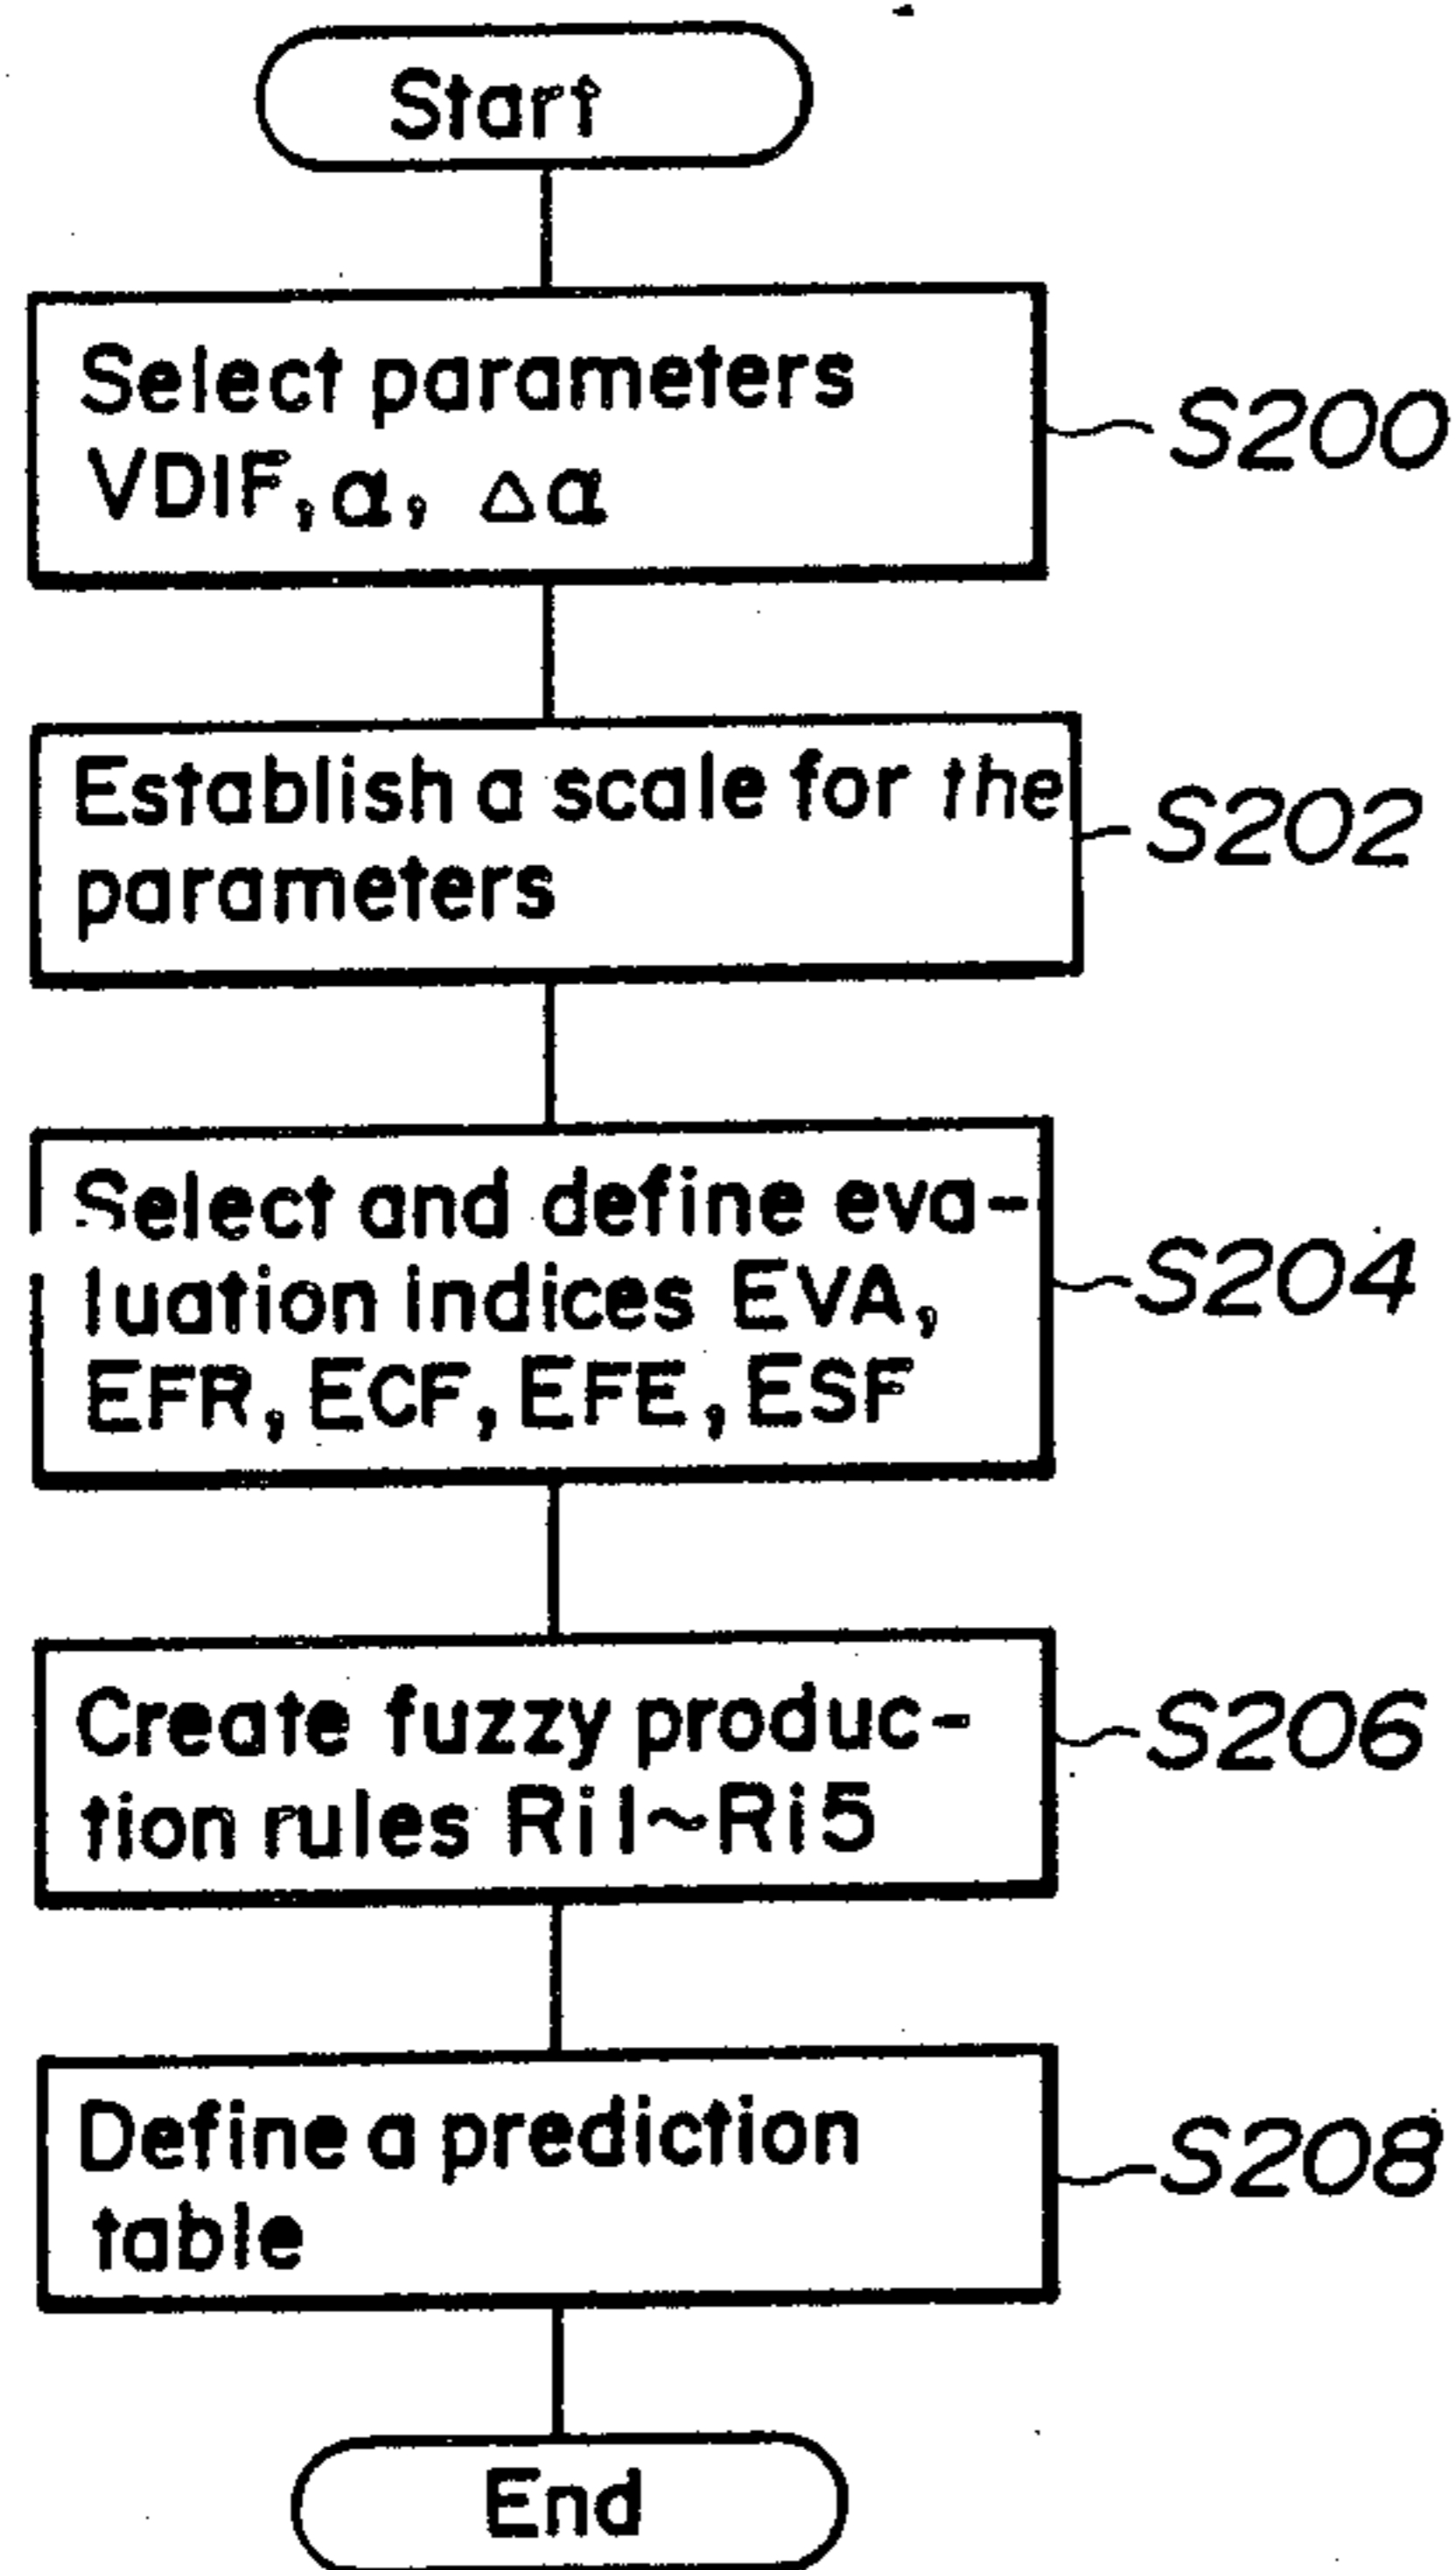 Start
Select parameters
VDIF, α, Δα
S200
Establish a scale for the
parameters
S202
Select and define eva-
luation indices EVA,
EFR, ECF, EFE, ESF
S204
Create fuzzy produc-
tion rules Ri1~Ri5
S206
Define a prediction
table
S208
End